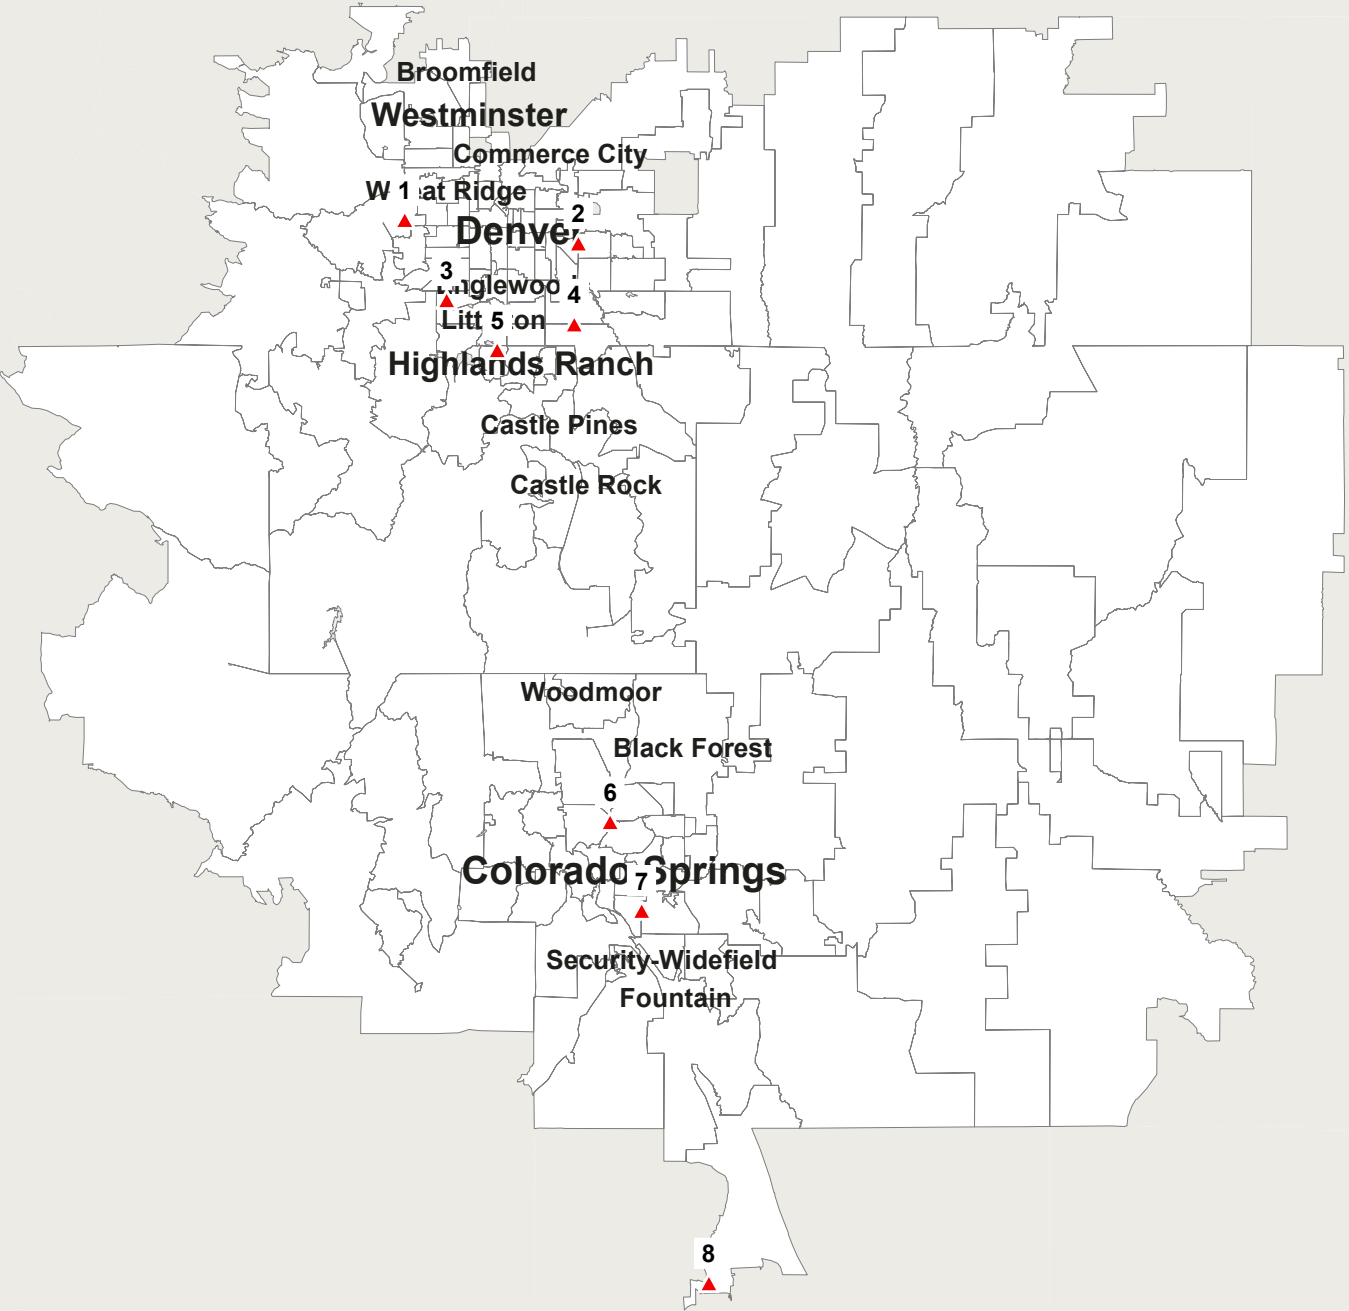 Broomfield
Westminster
Commerce City
W 1 at Ridge
2
Denver
3
nglewoo
4
Litt 5 on
Highlands Ranch
Castle Pines
Castle Rock
Woodmoor
Black Forest
6
Colorado Springs
7
Security-Widefield
Fountain
8